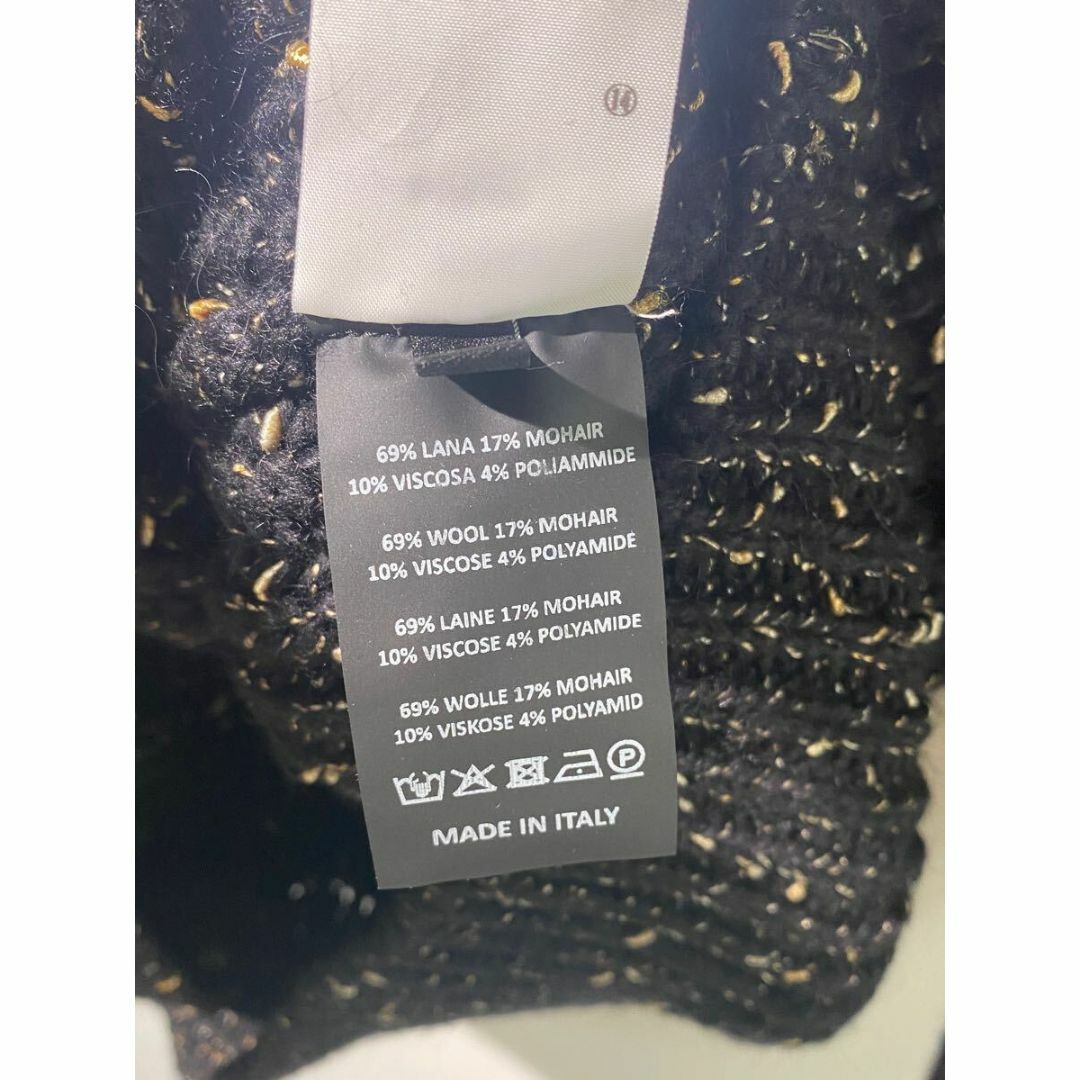 14
69% LANA 17% MOHAIR
10% VISCOSA 4% POLIAMMIDE
69% WOOL 17% MOHAIR
10% VISCOSE 4% POLYAMIDE
69% LAINE 17% MOHAIR
10% VISCOSE 4% POLYAMIDE
69% WOLLE 17% MOHAIR
10% VISKOSE 4% POLYAMID
P
MADE IN ITALY